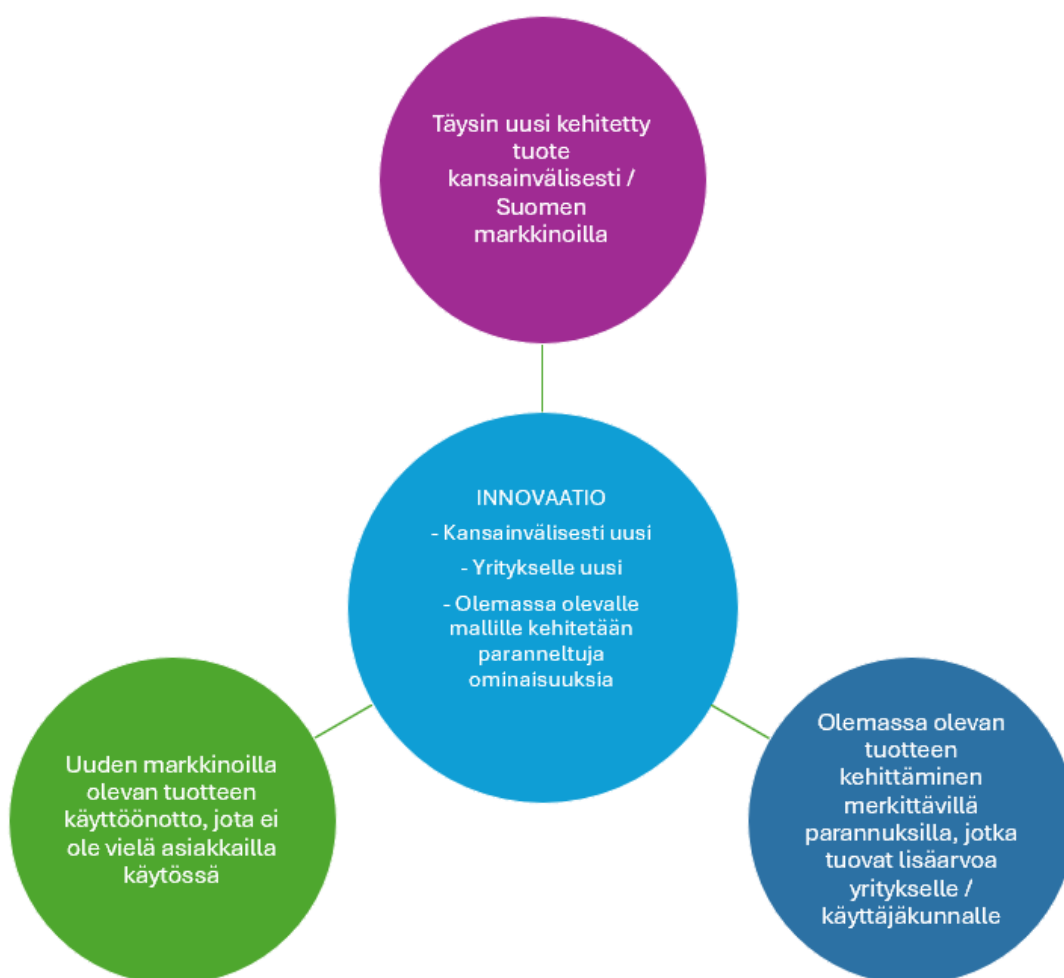 Täysin uusi kehitetty
tuote
kansainvälisesti /
Suomen
markkinoilla
INNOVAATIO
- Kansainvälisesti uusi
- Yritykselle uusi
- Olemassa olevalle
mallille kehitetään
paranneltuja
ominaisuuksia
Uuden markkinoilla
olevan tuotteen
käyttöönotto, jota ei
ole vielä asiakkailla
käytössä
Olemassa olevan
tuotteen
kehittäminen
merkittävillä
parannuksilla, jotka
tuovat lisäarvoa
yritykselle /
käyttäjäkunnalle